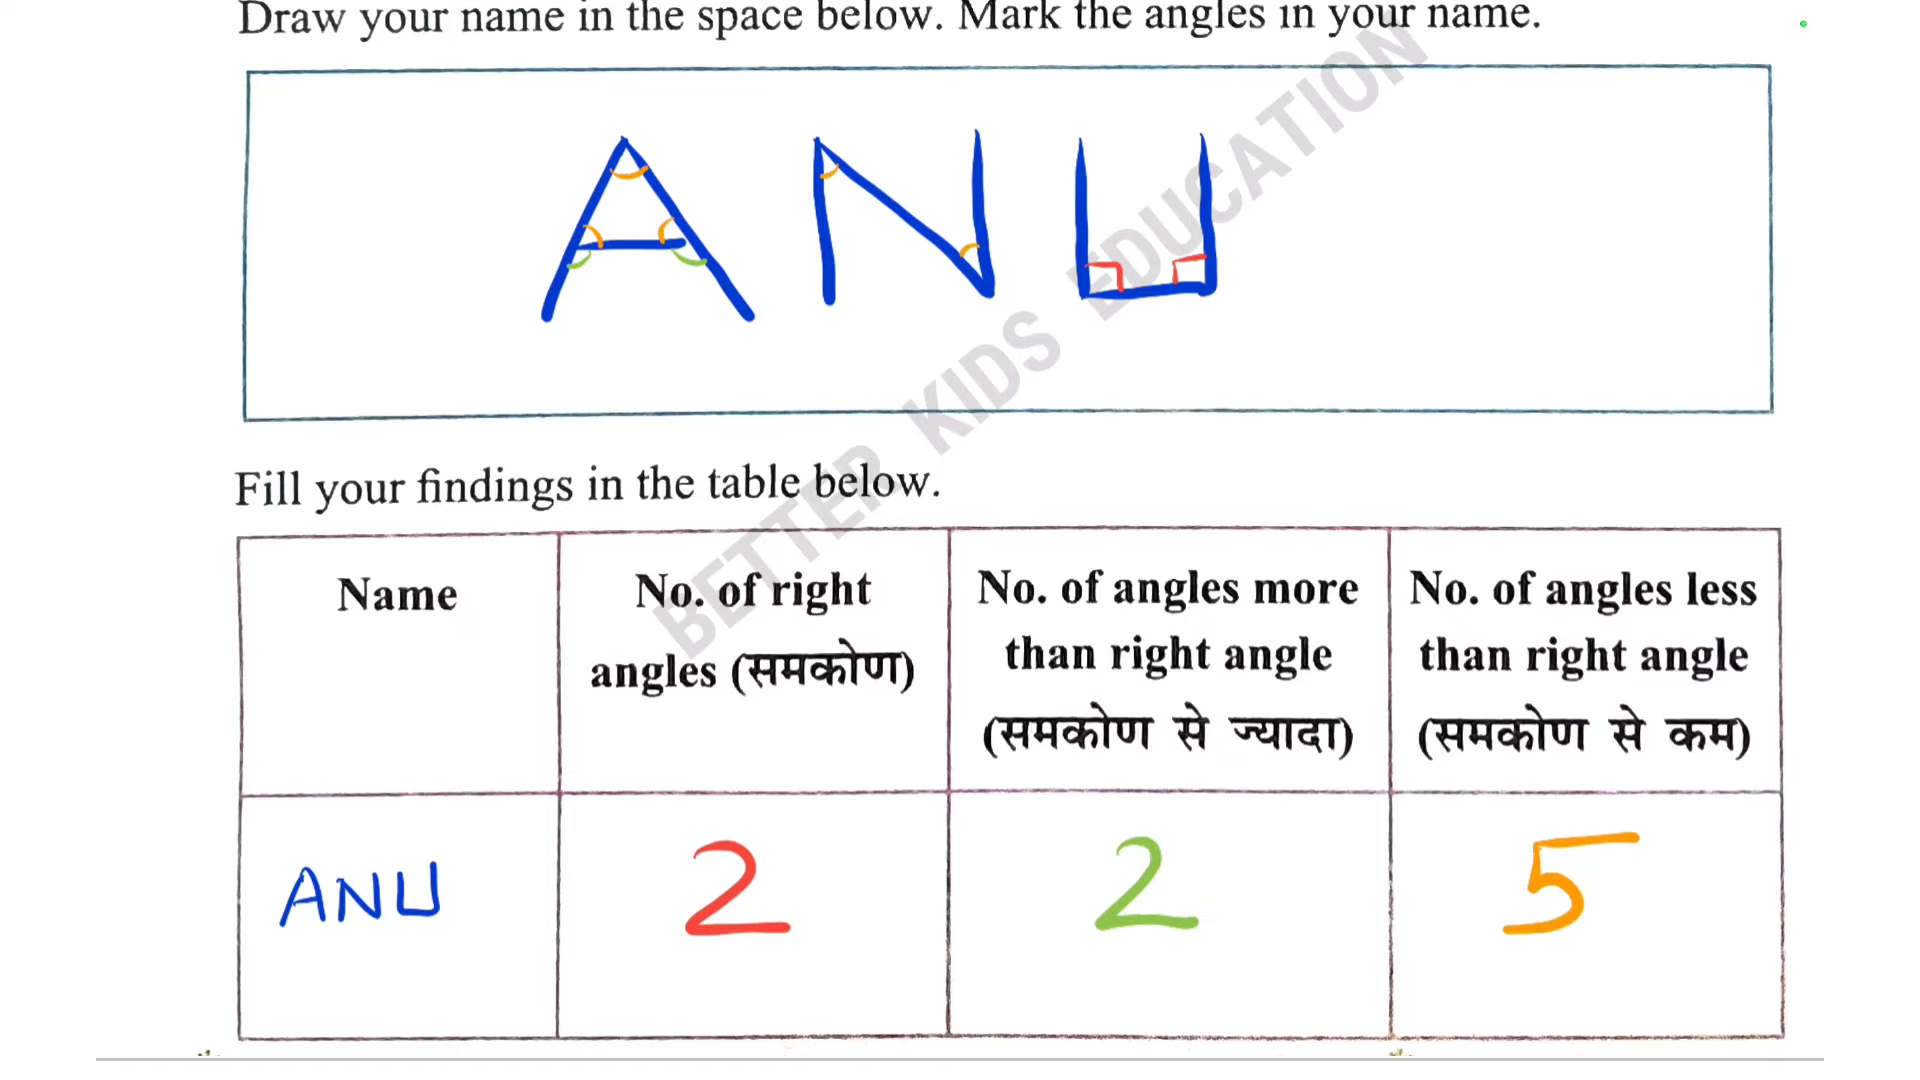 Draw your name in the space below. Mark the angles in your name.
ANU
BETTER KIDS EDUCATION
Fill your findings in the table below.
Name
No. of right
angles (समकोण)
No. of angles more
than right angle
(समकोण से ज्यादा)
No. of angles less
than right angle
(समकोण से कम)
ANU
2
2
5